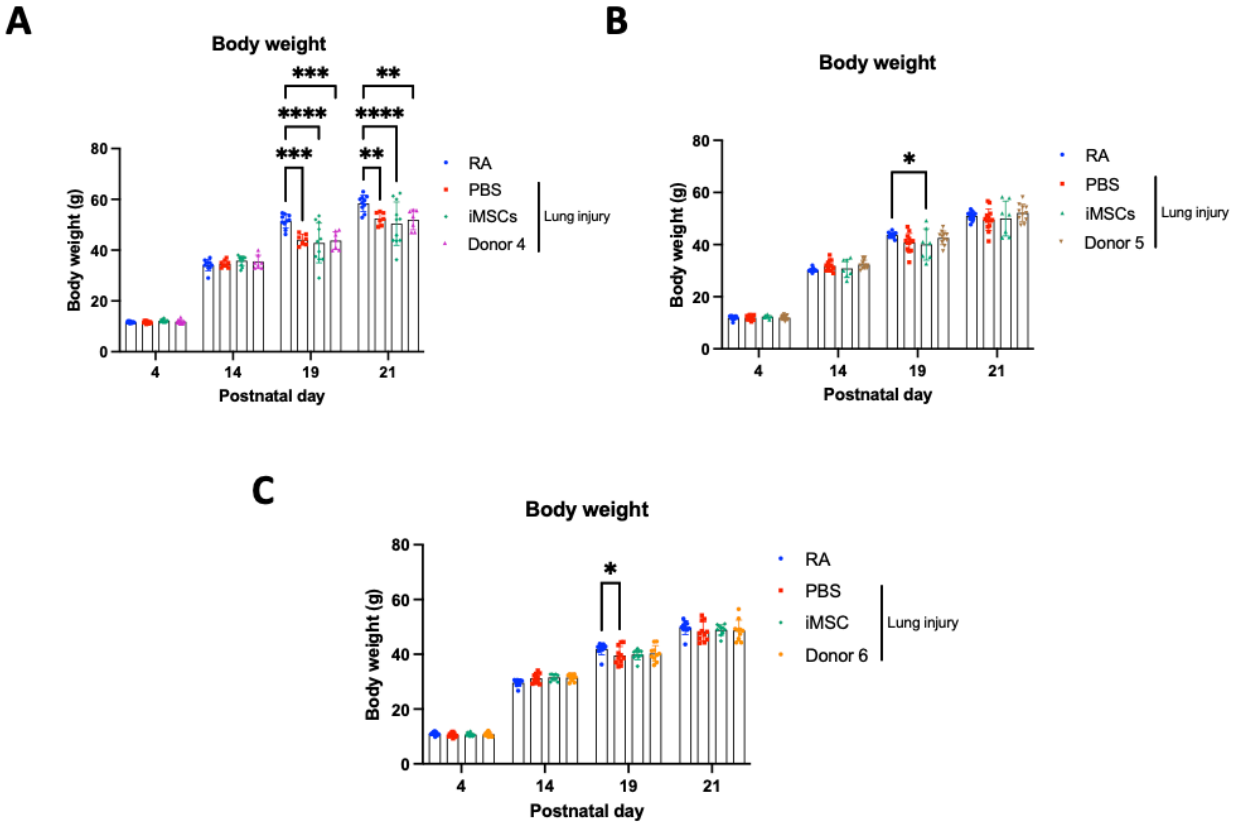 A
Body weight
***
**
****
****
***
**
Body weight (g)
80
60
40
20
0
4 14 19 21
Postnatal day
RA
PBS
iMSCs
Donor 4
Lung injury
B
Body weight
*
Body weight (g)
80
60
40
20
0
4 14 19 21
Postnatal day
RA
PBS
iMSCs
Donor 5
Lung injury
C
Body weight
*
Body weight (g)
80
60
40
20
0
4 14 19 21
Postnatal day
RA
PBS
iMSC
Donor 6
Lung injury